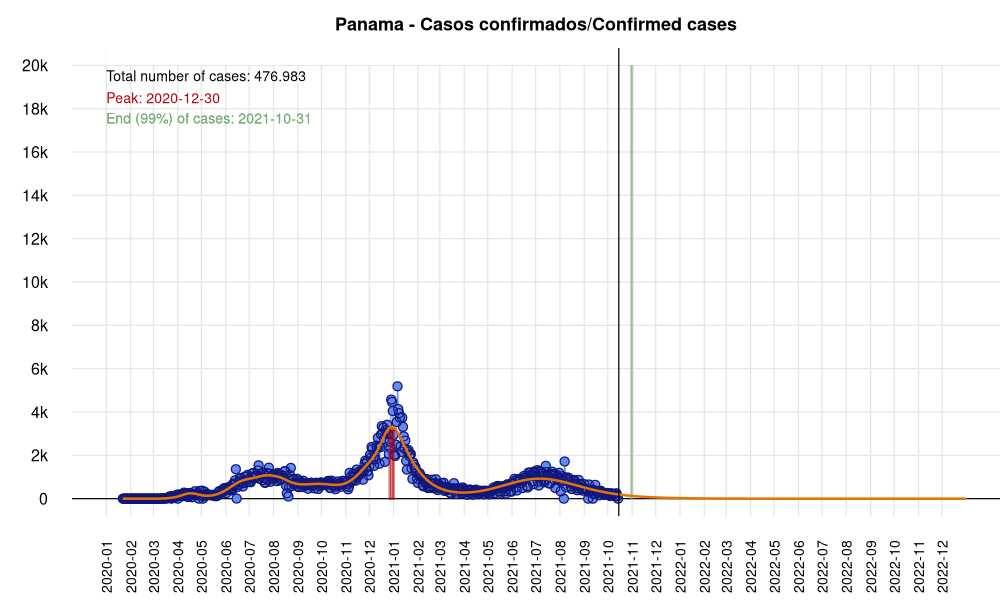 Panama - Casos confirmados/Confirmed cases
Total number of cases: 476.983
Peak: 2020-12-30
End (99%) of cases: 2021-10-31
20k
18k
16k
14k
12k
10k
8k
6k
4k
2k
0
2020-01
2020-02
2020-03
2020-04
2020-05
2020-06
2020-07
2020-08
2020-09
2020-10
2020-11
2020-12
2021-01
2021-02
2021-03
2021-04
2021-05
2021-06
2021-07
2021-08
2021-09
2021-10
2021-11
2021-12
2022-01
2022-02
2022-03
2022-04
2022-05
2022-06
2022-07
2022-08
2022-09
2022-10
2022-11
2022-12